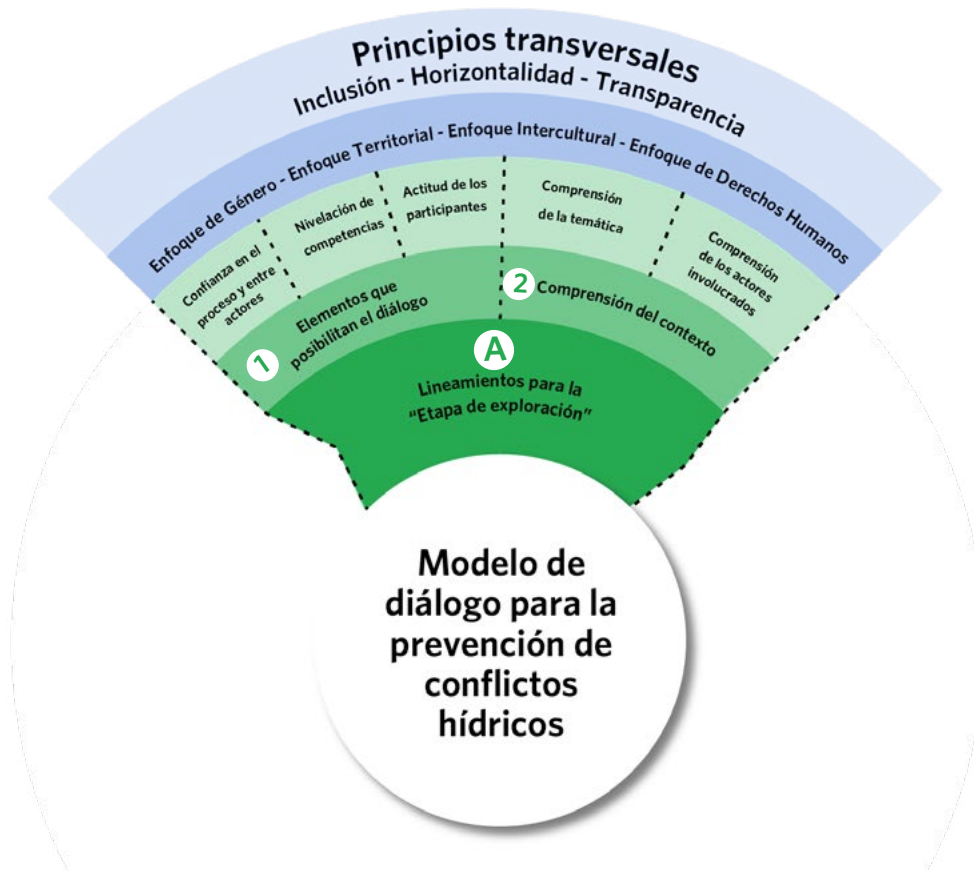 Principios transversales
Inclusión - Horizontalidad - Transparencia
Enfoque de Género - Enfoque Territorial - Enfoque Intercultural - Enfoque de Derechos Humanos
Confianza en el
proceso y entre
actores
Nivelación de
competencias
Actitud de los
participantes
Comprensión
de la temática
Comprensión
de los actores
involucrados
1
Elementos que
posibilitan el diálogo
2
Comprensión del contexto
A
Lineamientos para la
“Etapa de exploración”
Modelo de
diálogo para la
prevención de
conflictos
hídricos